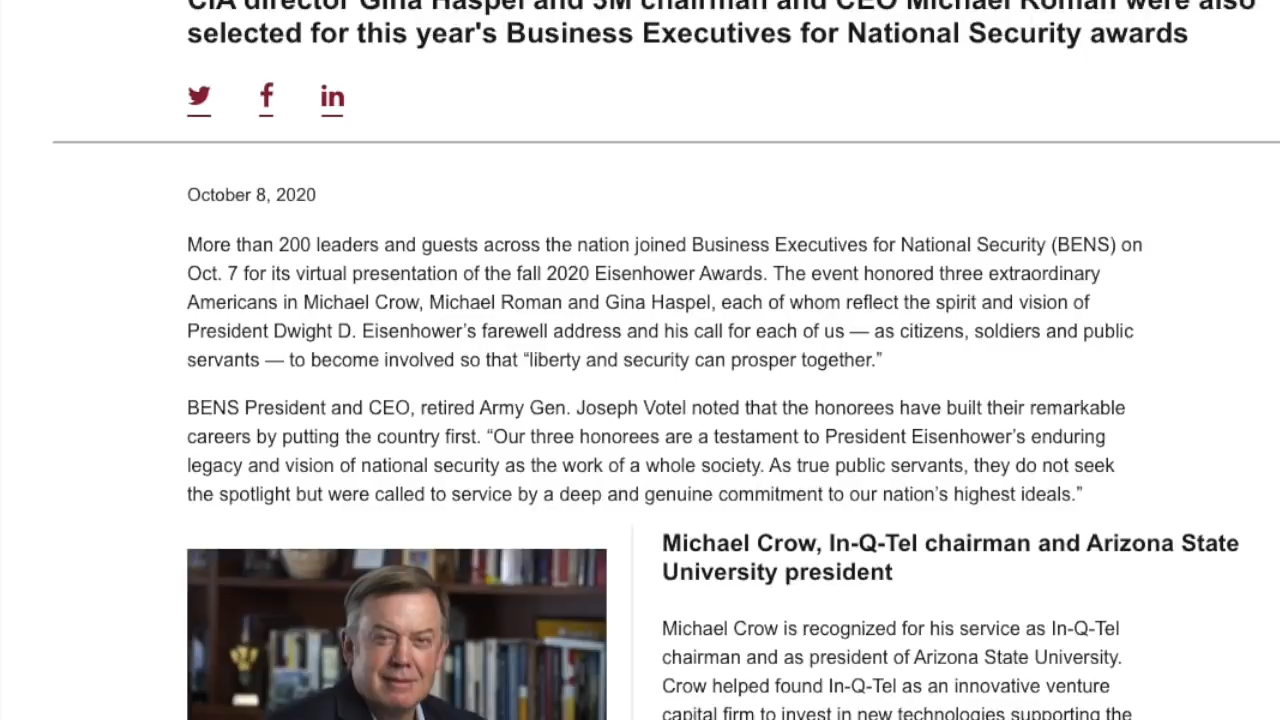 CIA director Gina Haspel and 3M chairman and CEO Michael Roman were also
selected for this year's Business Executives for National Security awards
October 8, 2020
More than 200 leaders and guests across the nation joined Business Executives for National Security (BENS) on
Oct. 7 for its virtual presentation of the fall 2020 Eisenhower Awards. The event honored three extraordinary
Americans in Michael Crow, Michael Roman and Gina Haspel, each of whom reflect the spirit and vision of
President Dwight D. Eisenhower’s farewell address and his call for each of us — as citizens, soldiers and public
servants — to become involved so that “liberty and security can prosper together.”
BENS President and CEO, retired Army Gen. Joseph Votel noted that the honorees have built their remarkable
careers by putting the country first. “Our three honorees are a testament to President Eisenhower’s enduring
legacy and vision of national security as the work of a whole society. As true public servants, they do not seek
the spotlight but were called to service by a deep and genuine commitment to our nation’s highest ideals.”
Michael Crow, In-Q-Tel chairman and Arizona State
University president
Michael Crow is recognized for his service as In-Q-Tel
chairman and as president of Arizona State University.
Crow helped found In-Q-Tel as an innovative venture
capital firm to invest in new technologies supporting the